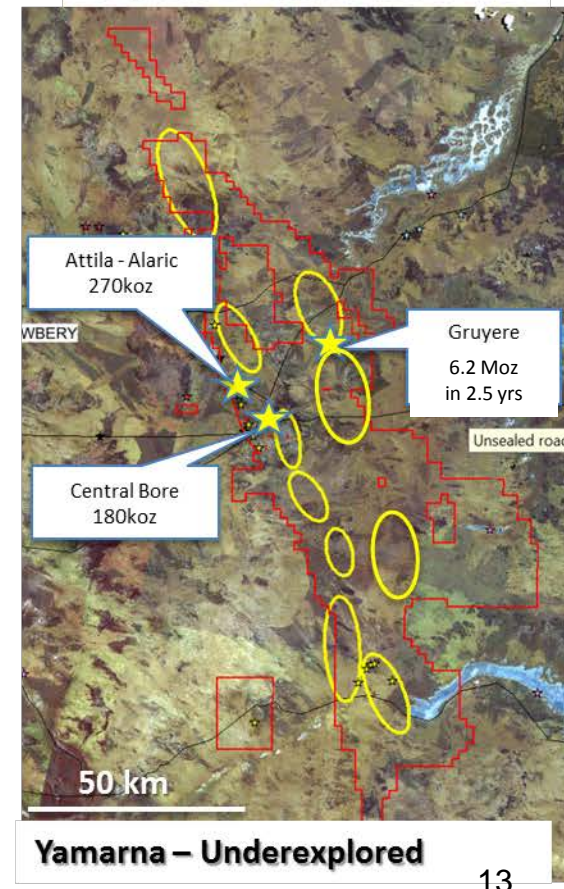 Attila - Alaric
270koz
WBERY
Gruyere
6.2 Moz
in 2.5 yrs
Unsealed road
Central Bore
180koz
50 km
Yamarna – Underexplored
13